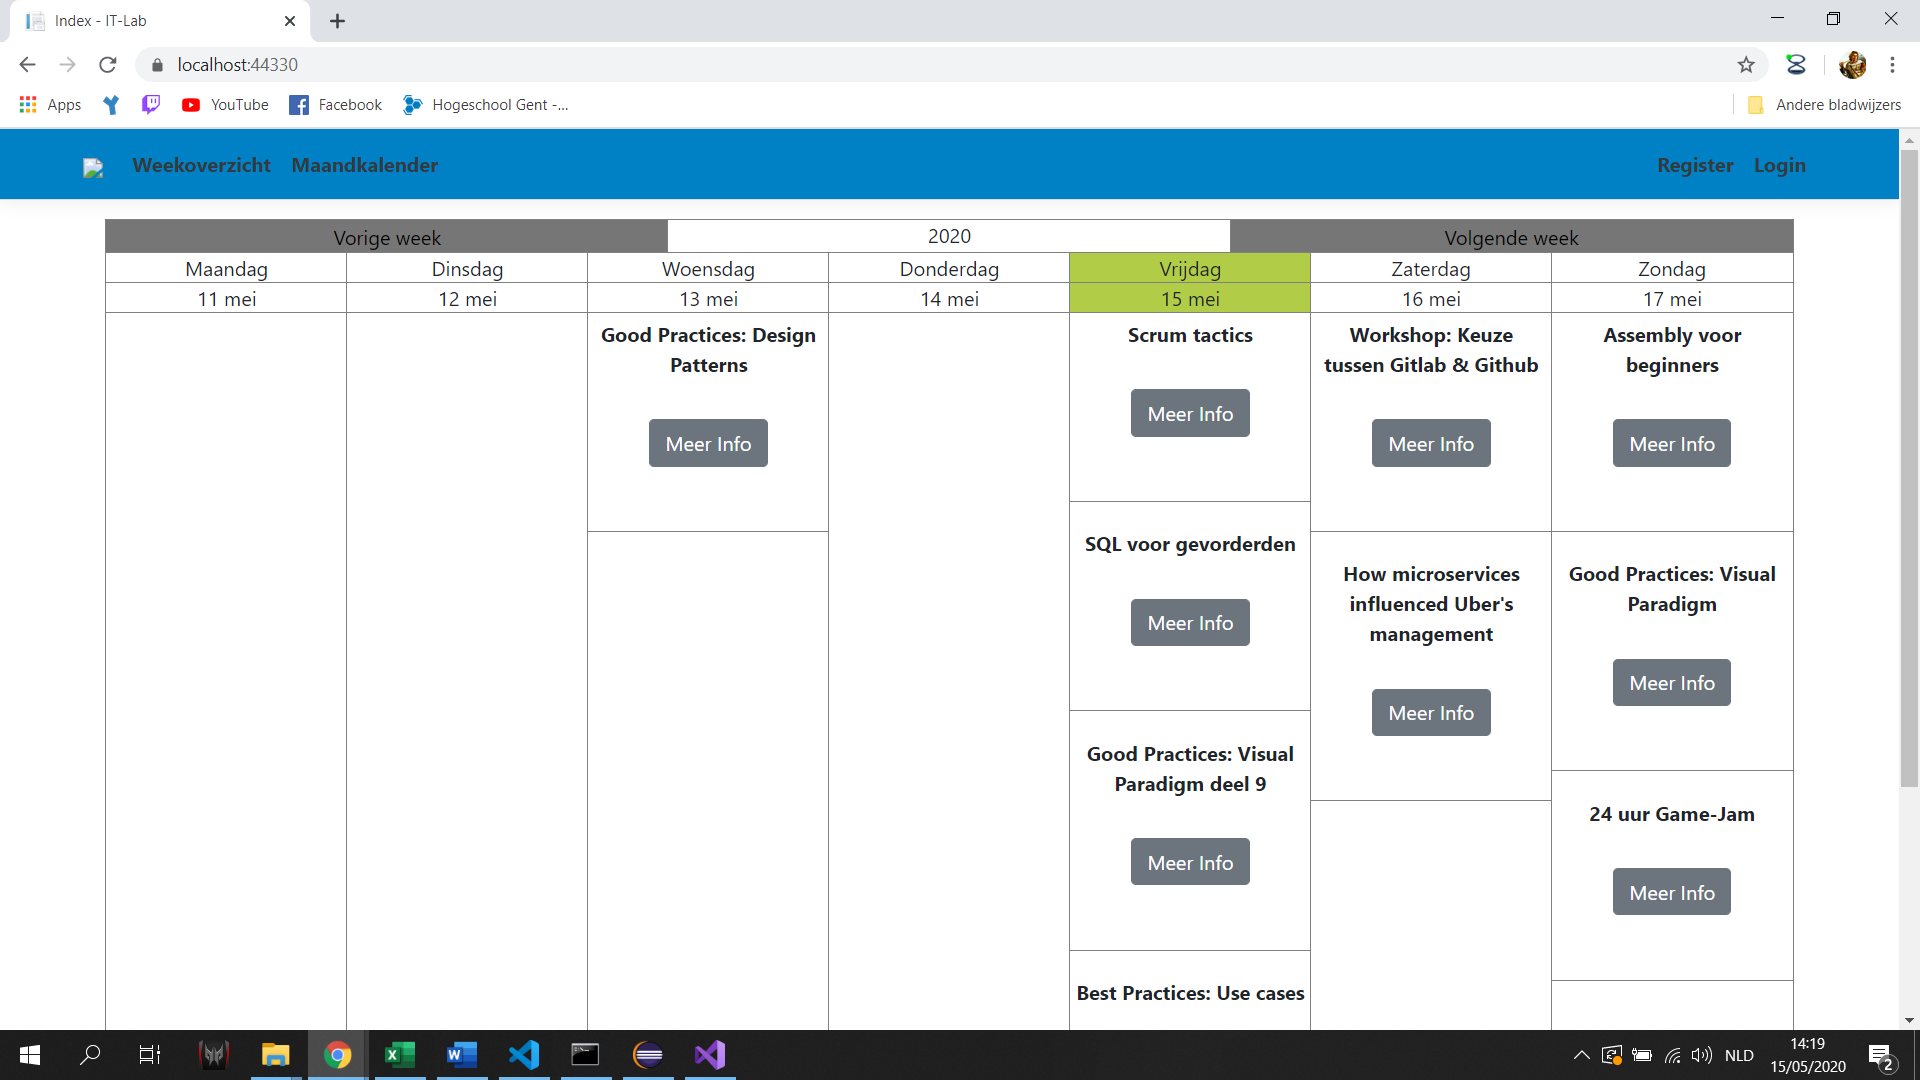 Index - IT-Lab
localhost:44330
Apps
YouTube
Facebook
Hogeschool Gent -...
Andere bladwijzers
Weekoverzicht Maandkalender
Register Login
Vorige week
2020
Volgende week
Maandag
Dinsdag
Woensdag
Donderdag
Vrijdag
Zaterdag
Zondag
11 mei
12 mei
13 mei
14 mei
15 mei
16 mei
17 mei
Good Practices: Design
Patterns
Meer Info
Scrum tactics
Meer Info
SQL voor gevorderden
Meer Info
Good Practices: Visual
Paradigm deel 9
Meer Info
Best Practices: Use cases
Workshop: Keuze
tussen Gitlab & Github
Meer Info
How microservices
influenced Uber's
management
Meer Info
Assembly voor
beginners
Meer Info
Good Practices: Visual
Paradigm
Meer Info
24 uur Game-Jam
Meer Info
NLD
14:19
15/05/2020
2